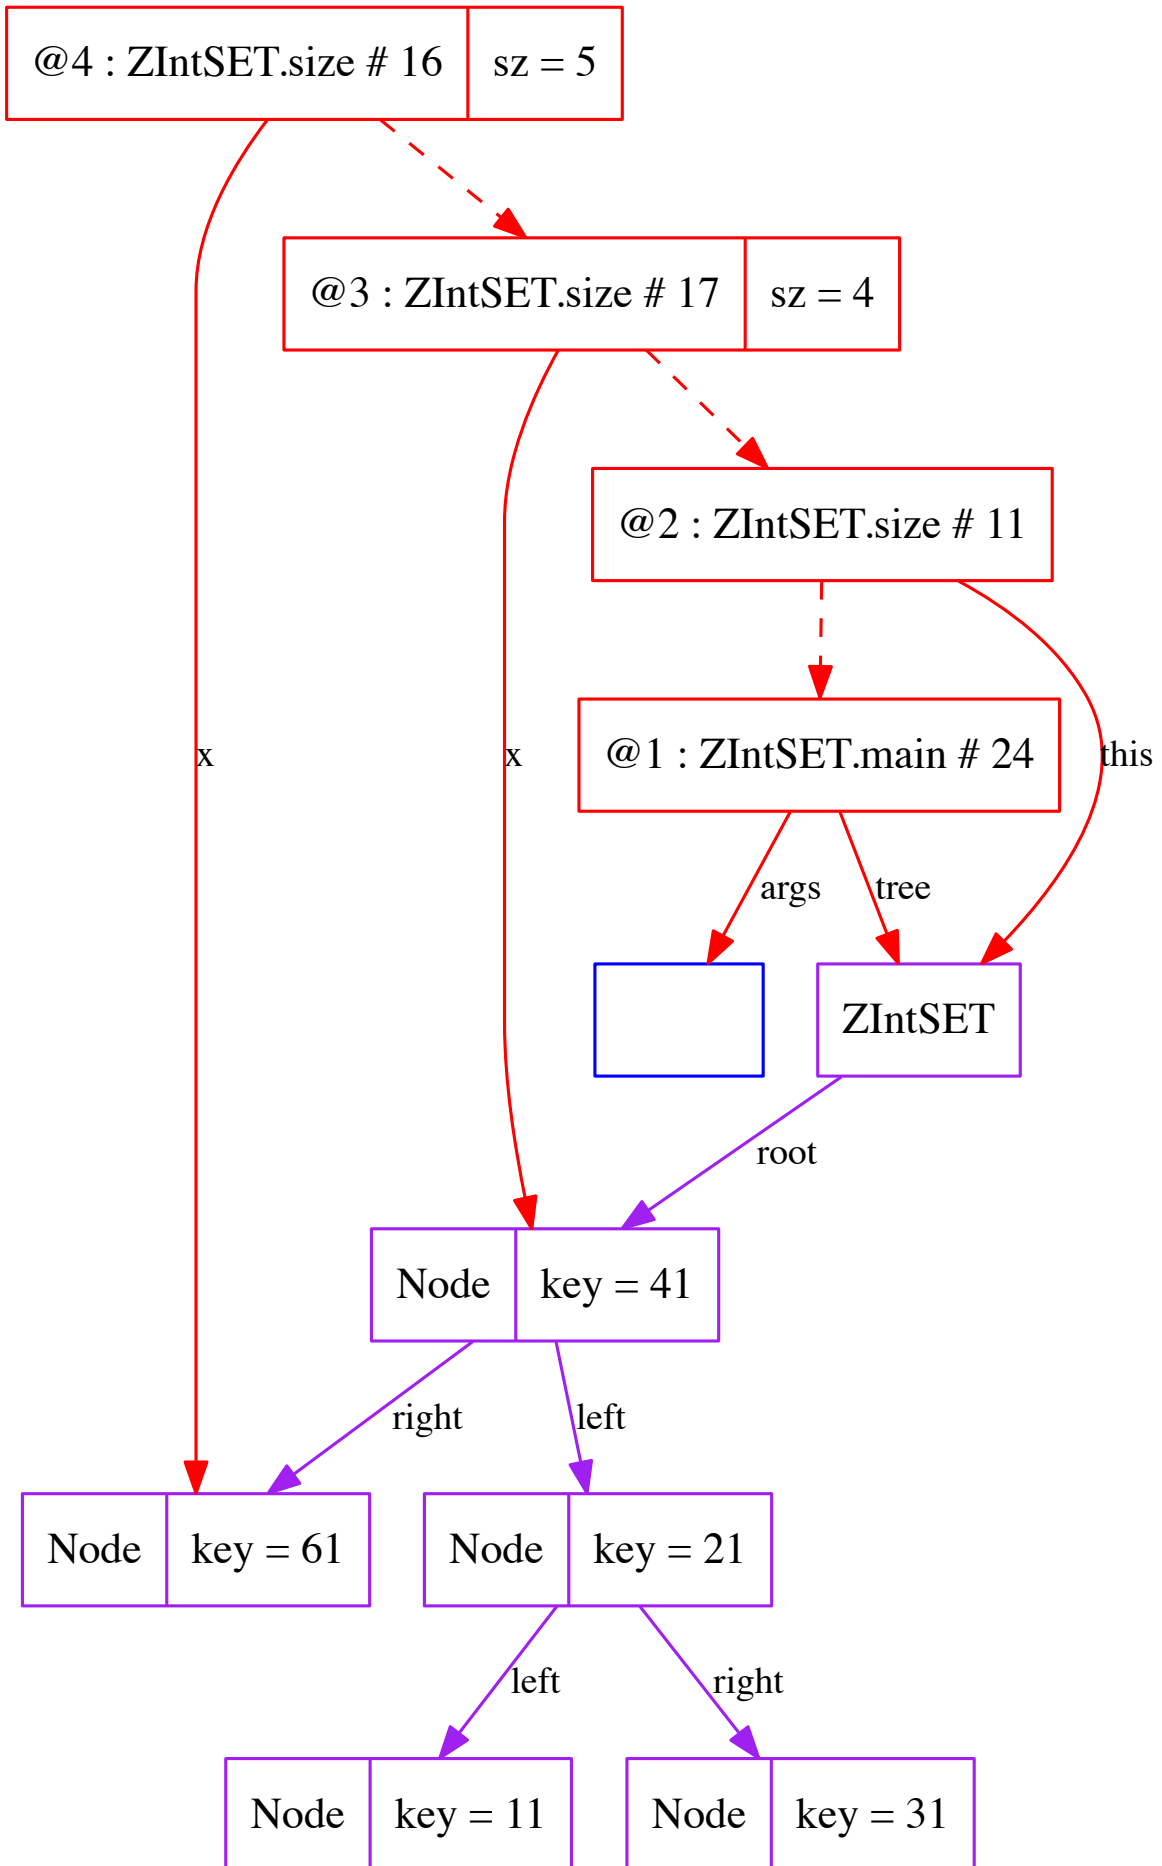 @4 : ZIntSET.size # 16 sz = 5
@3 : ZIntSET.size # 17 sz = 4
@2 : ZIntSET.size # 11
@1 : ZIntSET.main # 24
x
x
this
args
tree
ZIntSET
root
Node key = 41
right
left
Node key = 61
Node key = 21
left
right
Node key = 11
Node key = 31